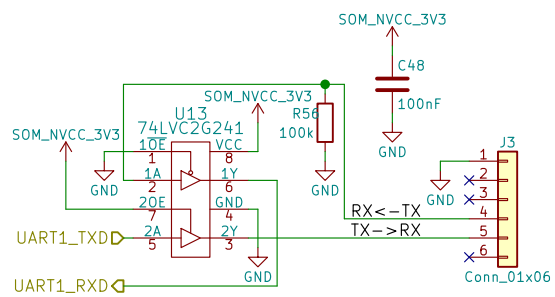 SOM_NVCC_3V3
C48
100nF
GND
SOM_NVCC_3V3
R56
100k
GND
U13
74LVC2G241
SOM_NVCC_3V3
1OE
1
VCC
8
GND
1A
2
1Y
6
2OE
7
GND
4
2A
5
2Y
3
GND
UART1_TXD
UART1_RXD
RX<-TX
TX->RX
J3
1
2
3
4
5
6
GND
Conn_01x06